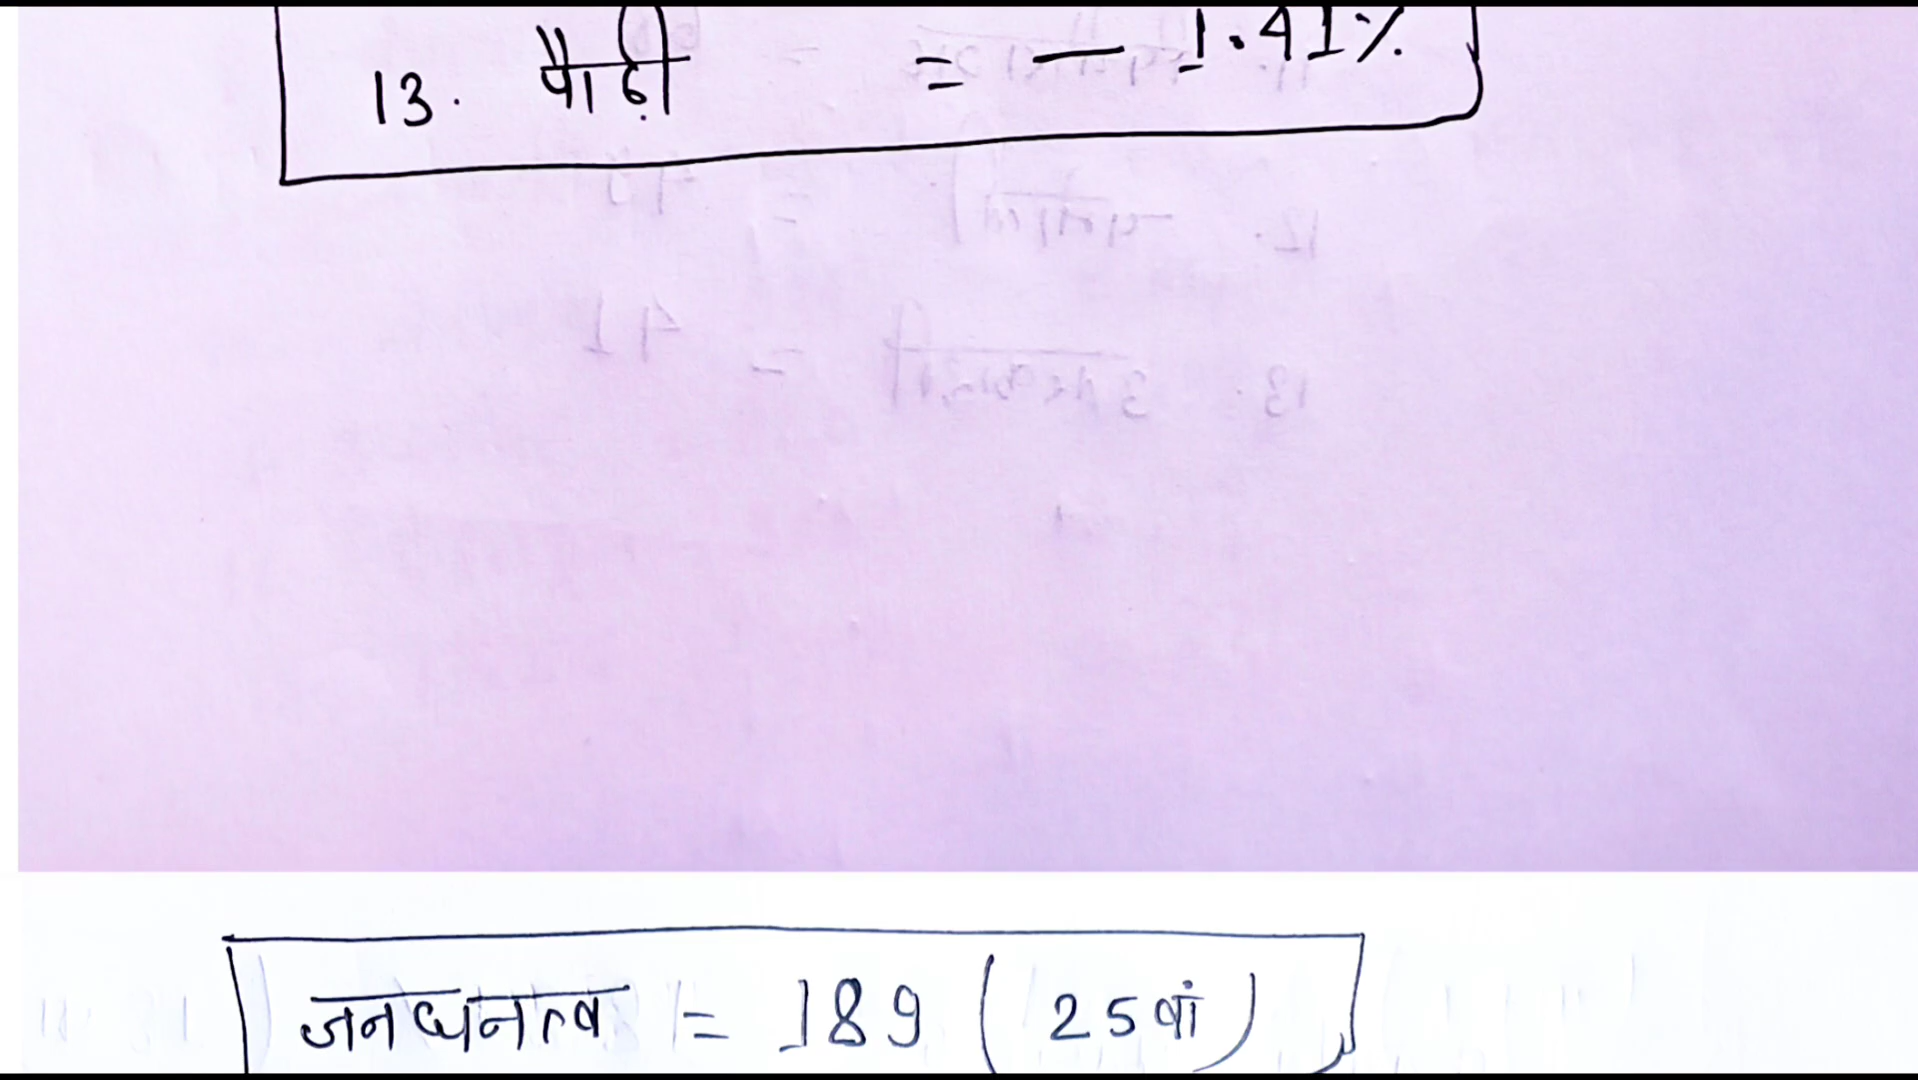 13. पौड़ी = - 1.41%
जनघनत्व = 189 (25वां)